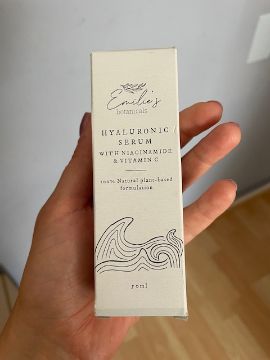 Emilie's
botanicals
HYALURONIC
SERUM
WITH NIACINAMIDE
& VITAMIN C
100% Natural plant-based
formulation
30ml